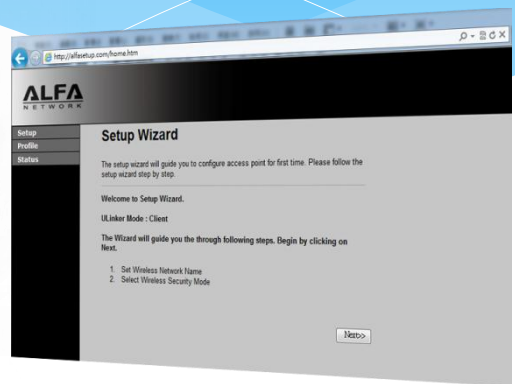 http://alfasetup.com/home.htm
ALFA
NETWORK
Setup
Profile
Status
Setup Wizard
The setup wizard will guide you to configure access point for first time. Please follow the
setup wizard step by step.
Welcome to Setup Wizard.
ULinker Mode : Client
The Wizard will guide you the through following steps. Begin by clicking on
Next.
1. Set Wireless Network Name
2. Select Wireless Security Mode
Next>>